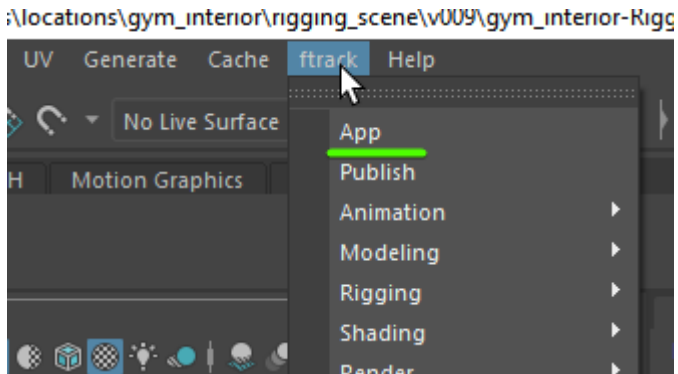 s\locations\gym_interior\rigging_scene\v009\gym_interior-Rigg
UV Generate Cache ftrack Help
No Live Surface
App
H Motion Graphics
Publish
Animation
Modeling
Rigging
Shading
Render